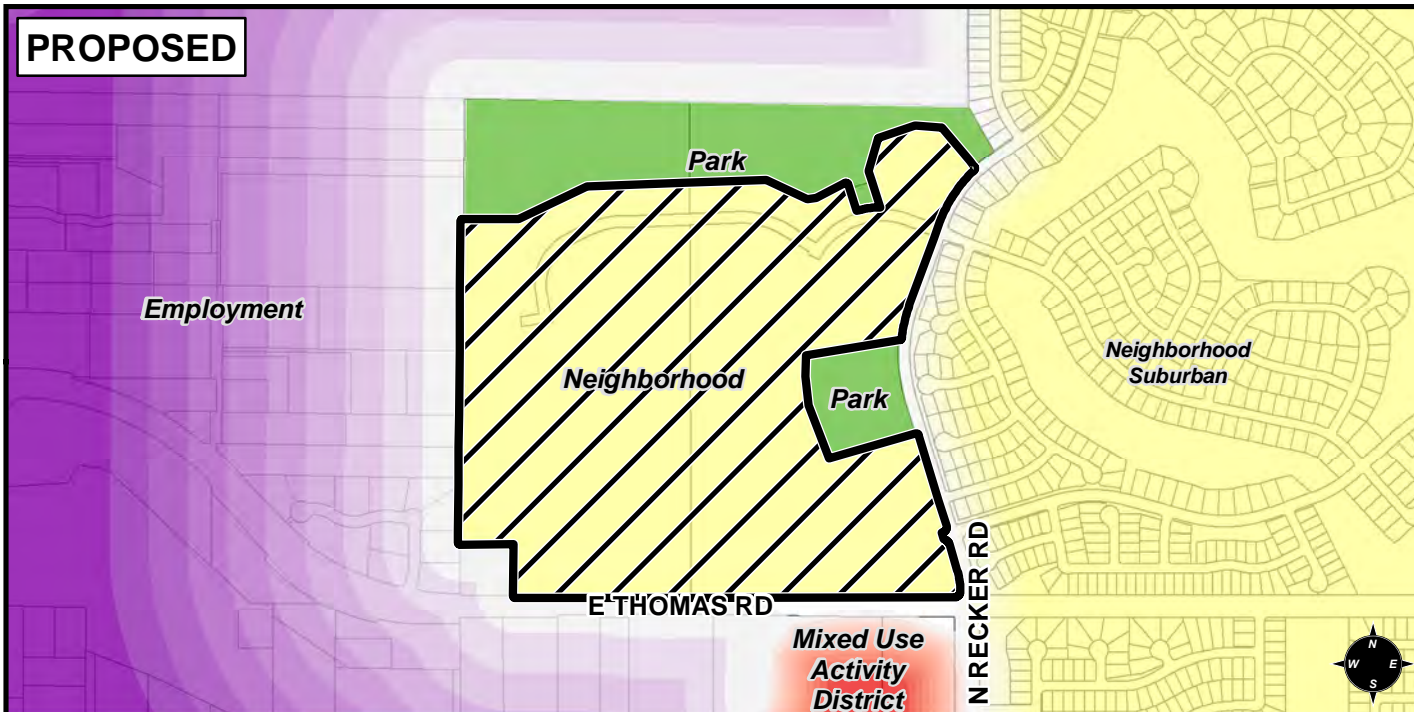 PROPOSED
Park
Employment
Neighborhood
Suburban
Neighborhood
Park
E THOMAS RD
N RECKER RD
Mixed Use
Activity
District
N
W E
S